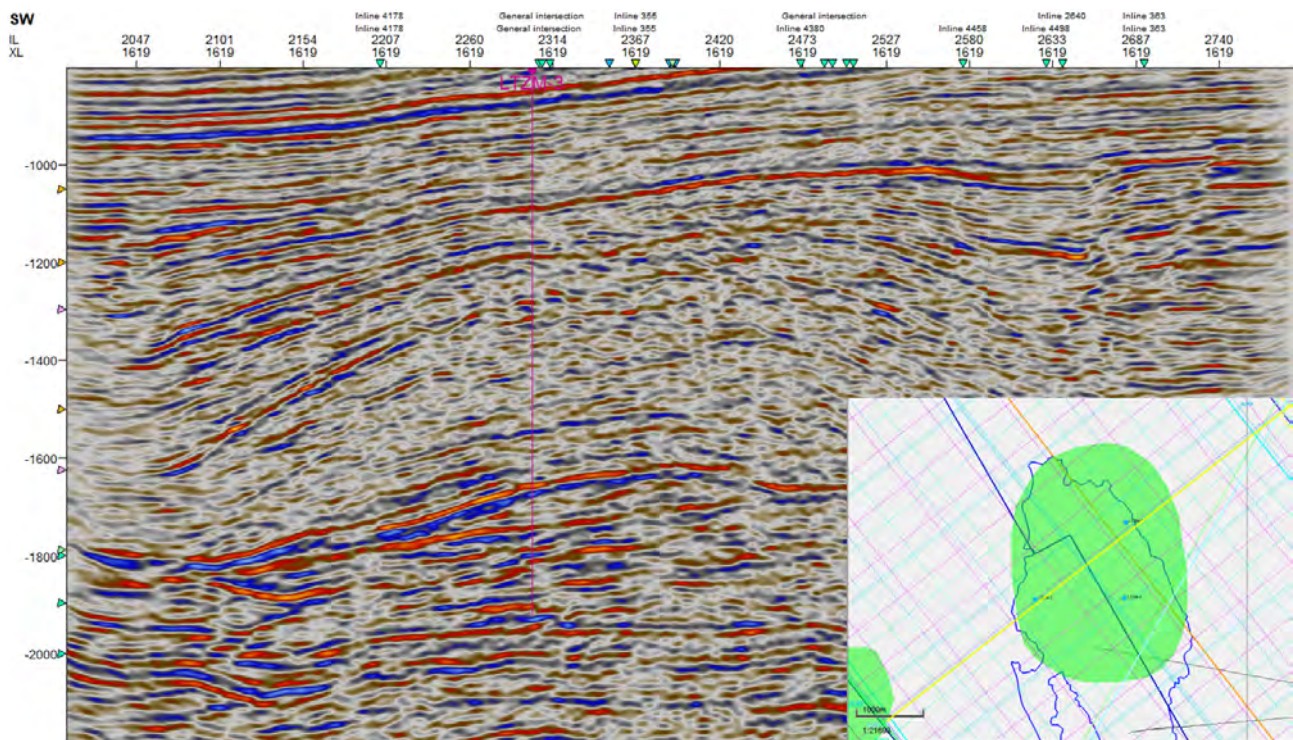 SW
Inline 4178 General intersection Inline 356 General intersection Inline 2640 Inline 363
Inline 4178 General intersection Inline 355 Inline 4380 Inline 4458 Inline 4498 Inline 363
IL 2047 2101 2154 2207 2260 2314 2367 2420 2473 2527 2580 2633 2687 2740
XL 1619 1619 1619 1619 1619 1619 1619 1619 1619 1619 1619 1619 1619 1619
LTZM-2
-1000
-1200
-1400
-1600
-1800
-2000
1000m